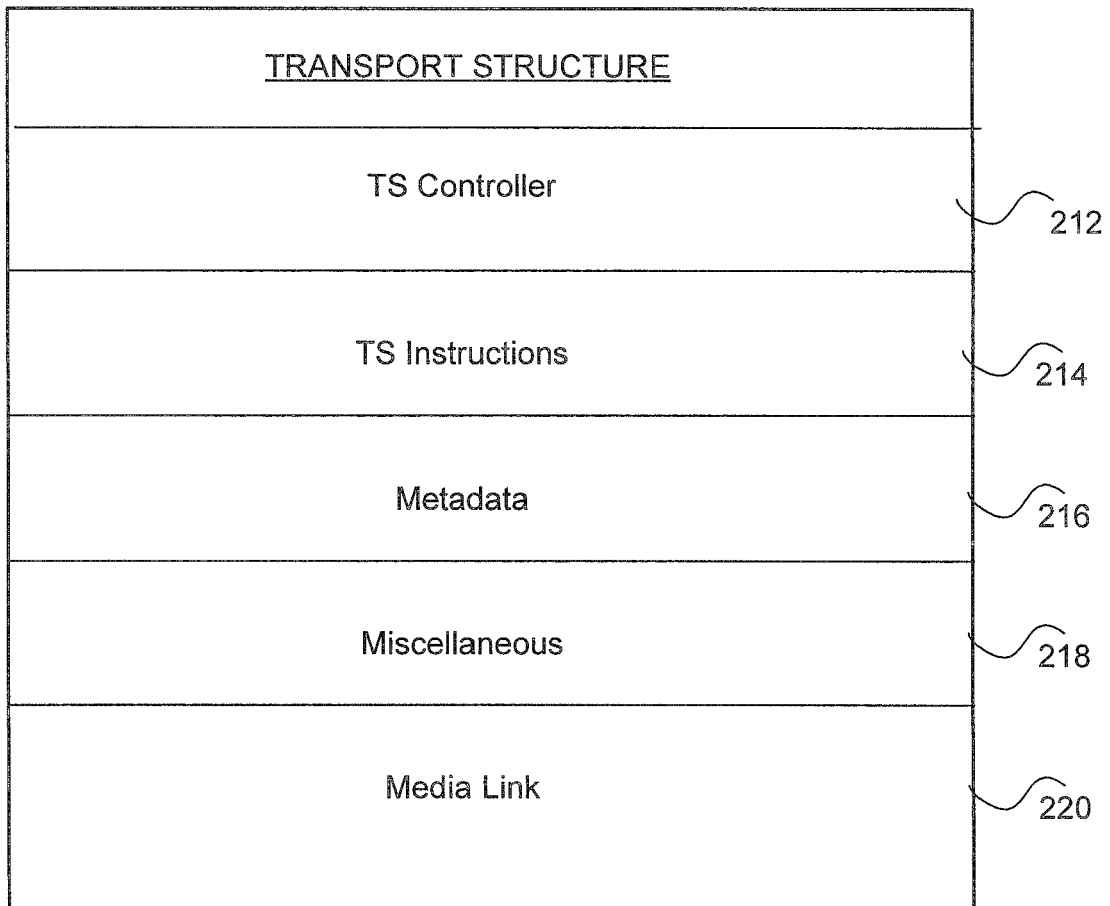 TRANSPORT STRUCTURE
TS Controller
212
TS Instructions
214
Metadata
216
Miscellaneous
218
Media Link
220